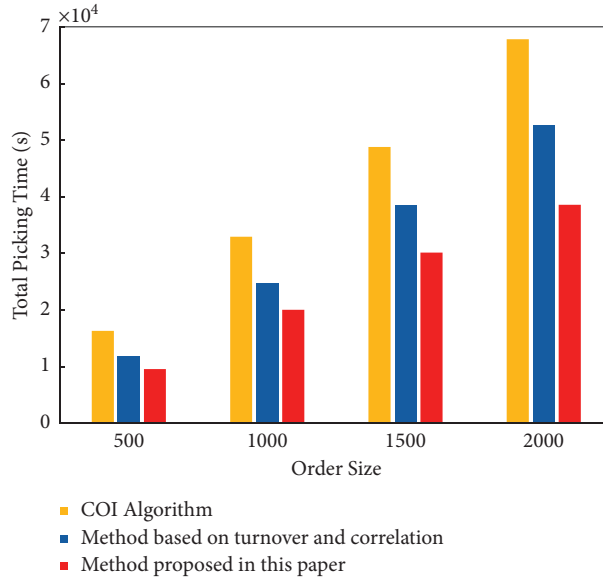 ×10⁴
7
6
5
4
3
2
1
0
Total Picking Time (s)
500 1000 1500 2000
Order Size
COI Algorithm
Method based on turnover and correlation
Method proposed in this paper